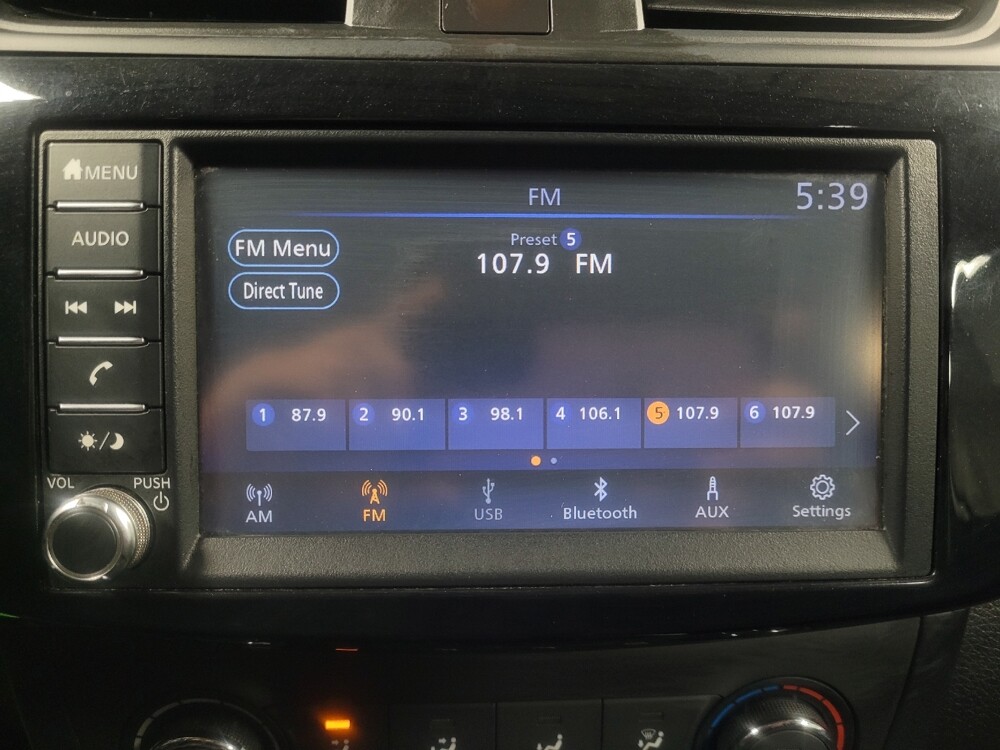 MENU
AUDIO
VOL PUSH
FM 5:39
FM Menu
Direct Tune
Preset 5
107.9 FM
1 87.9 2 90.1 3 98.1 4 106.1 5 107.9 6 107.9
AM FM USB Bluetooth AUX Settings